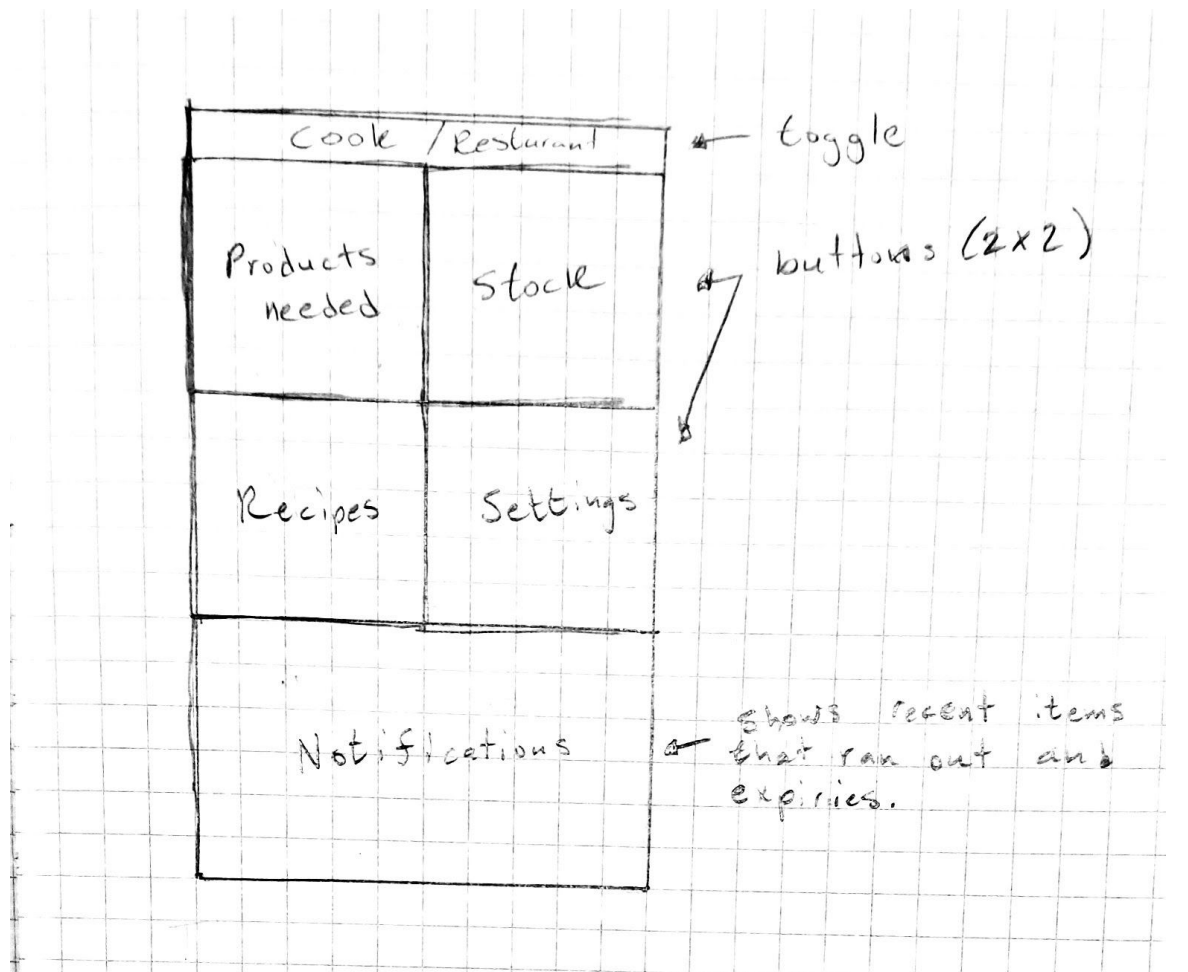 Cook / Resturant
toggle
Products
needed
Stock
buttons (2x2)
Recipes
Settings
Notifications
shows recent items
that ran out and
expiries.